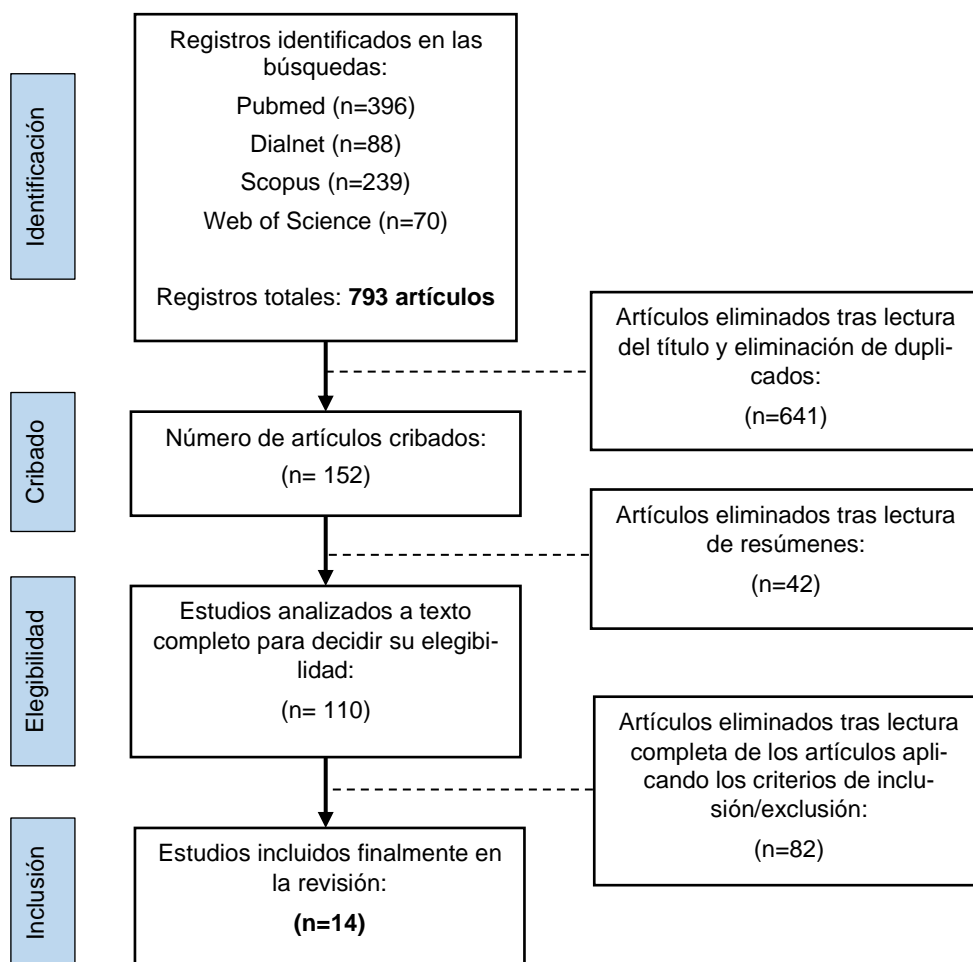 Identificación
Registros identificados en las
búsquedas:
Pubmed (n=396)
Dialnet (n=88)
Scopus (n=239)
Web of Science (n=70)
Registros totales: 793 artículos
Artículos eliminados tras lectura
del título y eliminación de dupli-
cados:
(n=641)
Cribado
Número de artículos cribados:
(n= 152)
Artículos eliminados tras lectura
de resúmenes:
(n=42)
Elegibilidad
Estudios analizados a texto
completo para decidir su elegibi-
lidad:
(n= 110)
Artículos eliminados tras lectura
completa de los artículos apli-
cando los criterios de inclu-
sión/exclusión:
(n=82)
Inclusión
Estudios incluidos finalmente en
la revisión:
(n=14)